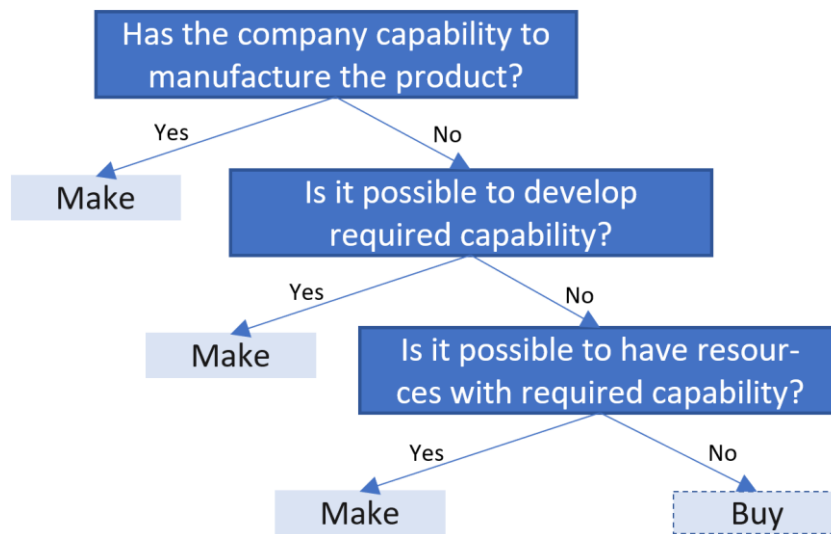 Has the company capability to
manufacture the product?
Yes
No
Make
Is it possible to develop
required capability?
Yes
No
Make
Is it possible to have resour-
ces with required capability?
Yes
No
Make
Buy